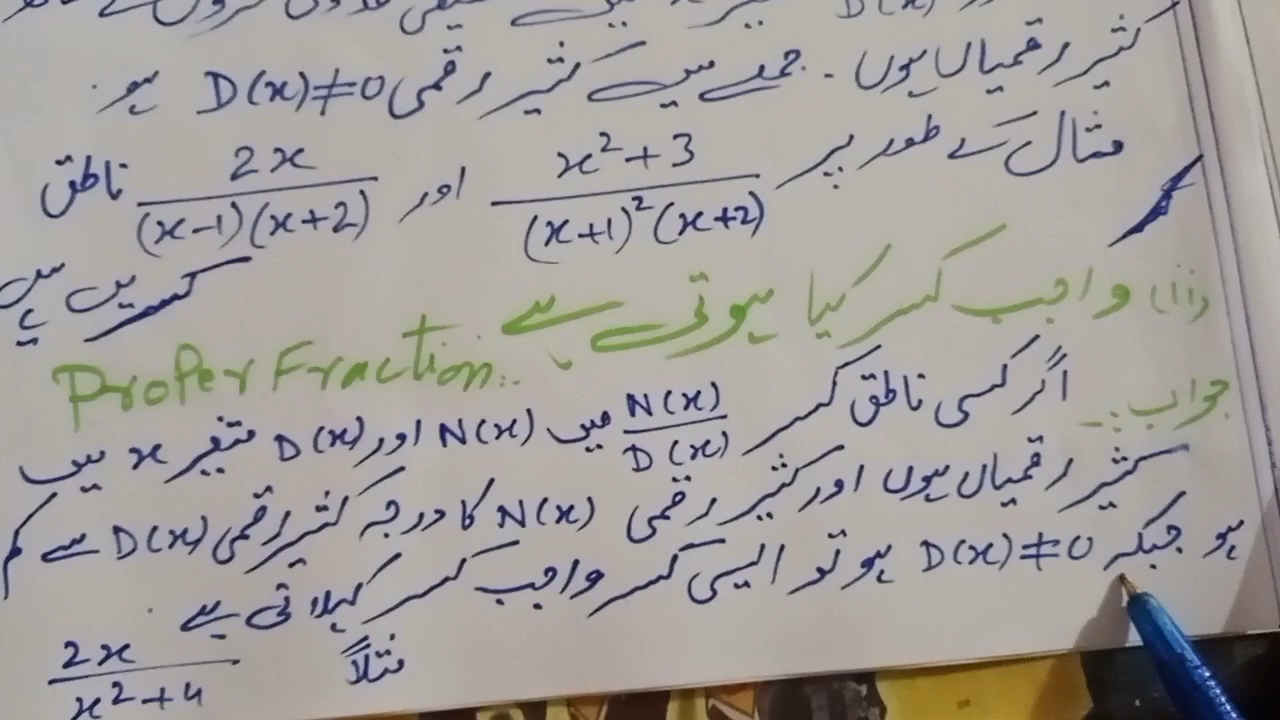 کثیر رقمیاں ہوں ۔ جملے میں کثیر رقمی D(x)≠0 ہو ۔
مثال کے طور پر (x²+3)/((x+1)²(x+2)) اور 2x/((x-1)(x+2)) ناطق
کسریں ہیں
(ii) واجب کسر کیا ہوتی ہے
Proper Fraction:.
جواب:۔ اگر کسی ناطق کسر N(x)/D(x) میں N(x) اور D(x) متغیر x میں
کثیر رقمیاں ہوں اور کثیر رقمی N(x) کا درجہ کثیر رقمی D(x) سے کم
ہو جبکہ D(x)≠0 ہو تو ایسی کسر واجب کسر کہلاتی ہے ۔
مثلاً 2x/(x²+4)